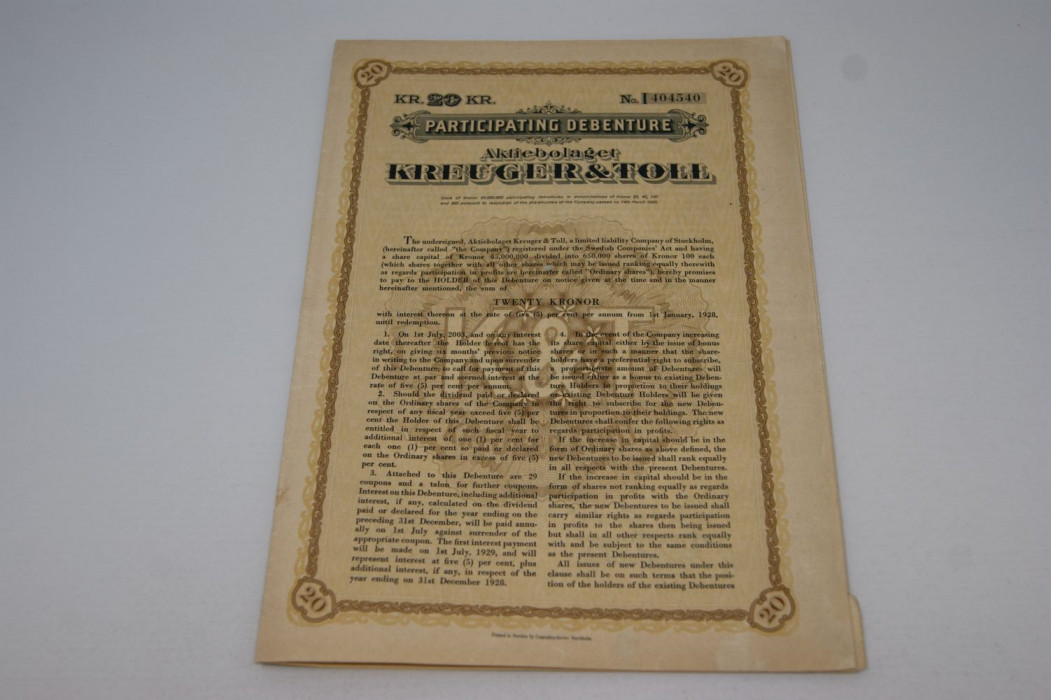 20 20
KR. 20 KR. No. I 404540
PARTICIPATING DEBENTURE
Aktiebolaget
KREUGER & TOLL
The undersigned, Aktiebolaget Kreuger & Toll, a limited liability Company of Stockholm,
(hereinafter called "the Company") registered under the Swedish Companies' Act and having
a share capital of Kronor 65,000,000 divided into 650,000 shares of Kronor 100 each
(which shares together with all other shares which may be issued ranking equally therewith
as regards participation in profits are hereinafter called "Ordinary shares"), hereby promises
to pay to the HOLDER of this Debenture on notice given at the time and in the manner
hereinafter mentioned, the sum of
TWENTY KRONOR
with interest thereon at the rate of five (5) per cent per annum from 1st January, 1928,
until redemption.
1. On 1st July, 2003, and on any interest
date thereafter the Holder hereof has the
right, on giving six months' previous notice
in writing to the Company and upon surrender
of this Debenture, to call for payment of this
Debenture at par and accrued interest at the
rate of five (5) per cent per annum.
2. Should the dividend paid or declared
on the Ordinary shares of the Company in
respect of any fiscal year exceed five (5) per
cent the Holder of this Debenture shall be
entitled in respect of such fiscal year to
additional interest of one (1) per cent for
each one (1) per cent so paid or declared
on the Ordinary shares in excess of five (5)
per cent.
3. Attached to this Debenture are 29
coupons and a talon for further coupons.
Interest on this Debenture, including additional
interest, if any, calculated on the dividend
paid or declared for the year ending on the
preceding 31st December, will be paid annu-
ally on 1st July against surrender of the
appropriate coupon. The first interest payment
will be made on 1st July, 1929, and will
represent interest at five (5) per cent, plus
additional interest, if any, in respect of the
year ending on 31st December 1928.
4. In the event of the Company increasing
its share capital either by the issue of bonus
shares or in such a manner that the share-
holders have a preferential right to subscribe,
a proportionate amount of Debentures will
be issued either as a bonus to existing Deben-
ture Holders in proportion to their holdings
or existing Debenture Holders will be given
the right to subscribe for the new Deben-
tures in proportion to their holdings. The new
Debentures shall confer the following rights as
regards participation in profits.
If the increase in capital should be in the
form of Ordinary shares as above defined, the
new Debentures to be issued shall rank equally
in all respects with the present Debentures.
If the increase in capital should be in the
form of shares not ranking equally as regards
participation in profits with the Ordinary
shares, the new Debentures to be issued shall
carry similar rights as regards participation
in profits to the shares then being issued
but shall in all other respects rank equally
with and be subject to the same conditions
as the present Debentures.
All issues of new Debentures under this
clause shall be on such terms that the posi-
tion of the holders of the existing Debentures
20 20